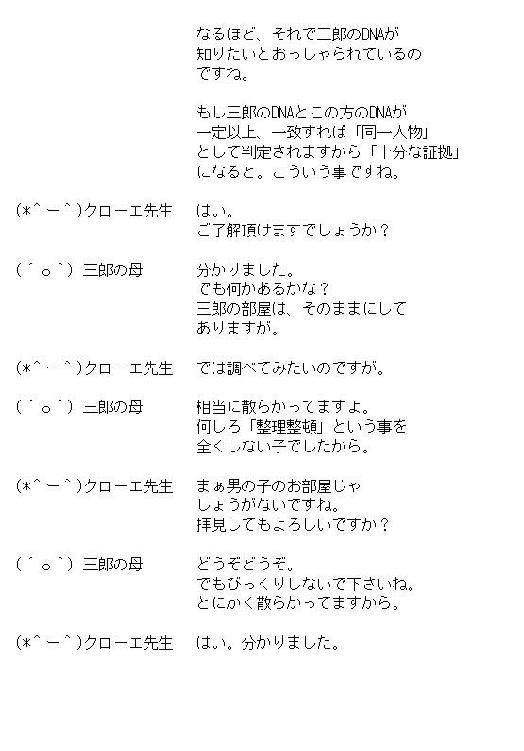 なるほど、それで三郎のDNAが
知りたいとおっしゃられているの
ですね。
もし三郎のDNAとこの方のDNAが
一定以上、一致すれば「同一人物」
として判定されますから「十分な証拠」
になると。こういう事ですね。
(*＾ー＾)クローエ先生 はい。
ご了解頂けますでしょうか？
(´ｏ｀) 三郎の母 分かりました。
でも何かあるかな？
三郎の部屋は、そのままにして
ありますが。
(*＾ー＾)クローエ先生 では調べてみたいのですが。
(´ｏ｀) 三郎の母 相当に散らかってますよ。
何しろ「整理整頓」という事を
全くしない子でしたから。
(*＾ー＾)クローエ先生 まぁ男の子のお部屋じゃ
しょうがないですね。
拝見してもよろしいですか？
(´ｏ｀) 三郎の母 どうぞどうぞ。
でもびっくりしないで下さいね。
とにかく散らかってますから。
(*＾ー＾)クローエ先生 はい。分かりました。